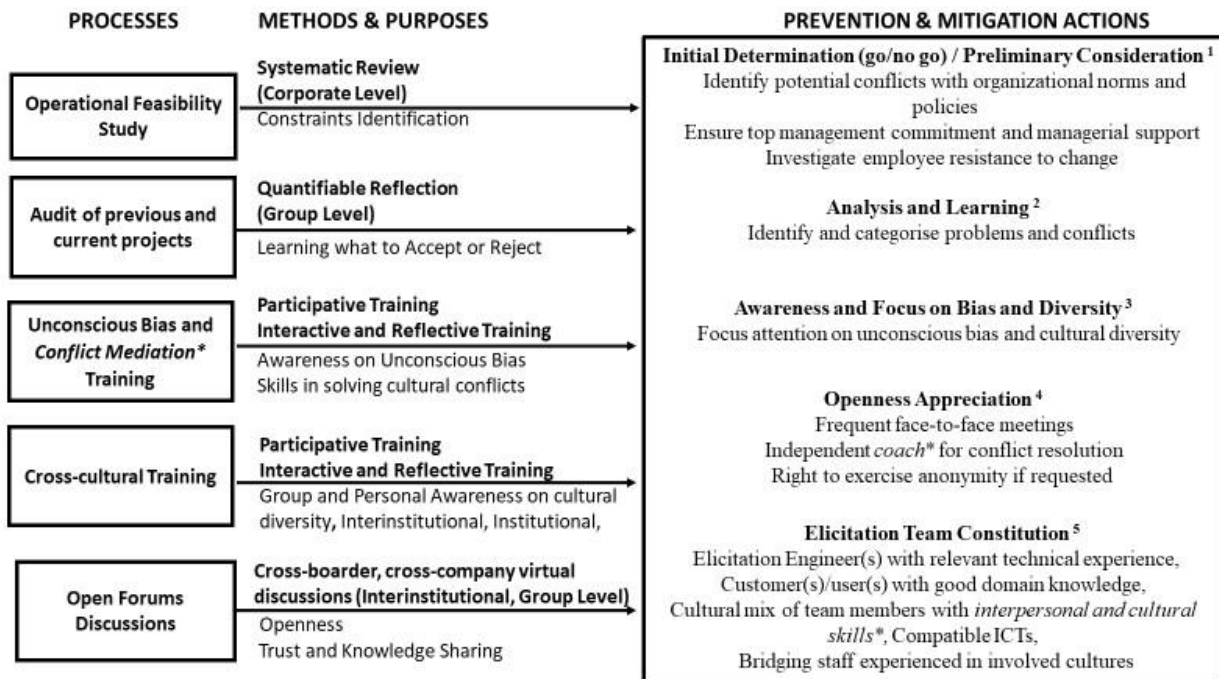 PROCESSES
METHODS & PURPOSES
PREVENTION & MITIGATION ACTIONS
Operational Feasibility
Study
Systematic Review
(Corporate Level)
Constraints Identification
Initial Determination (go/no go) / Preliminary Consideration 1
Identify potential conflicts with organizational norms and
policies
Ensure top management commitment and managerial support
Investigate employee resistance to change
Audit of previous and
current projects
Quantifiable Reflection
(Group Level)
Learning what to Accept or Reject
Analysis and Learning 2
Identify and categorise problems and conflicts
Unconscious Bias and
Conflict Mediation*
Training
Participative Training
Interactive and Reflective Training
Awareness on Unconscious Bias
Skills in solving cultural conflicts
Awareness and Focus on Bias and Diversity 3
Focus attention on unconscious bias and cultural diversity
Cross-cultural Training
Participative Training
Interactive and Reflective Training
Group and Personal Awareness on cultural
diversity, Interinstitutional, Institutional,
Openness Appreciation 4
Frequent face-to-face meetings
Independent coach* for conflict resolution
Right to exercise anonymity if requested
Open Forums
Discussions
Cross-boarder, cross-company virtual
discussions (Interinstitutional, Group Level)
Openness
Trust and Knowledge Sharing
Elicitation Team Constitution 5
Elicitation Engineer(s) with relevant technical experience,
Customer(s)/user(s) with good domain knowledge,
Cultural mix of team members with interpersonal and cultural
skills*, Compatible ICTs,
Bridging staff experienced in involved cultures